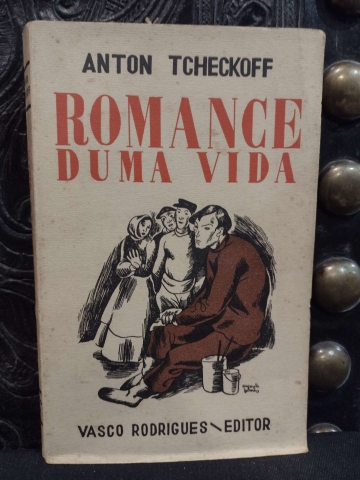 ANTON TCHECKOFF
ROMANCE
DUMA VIDA
VASCO RODRIGUES/EDITOR